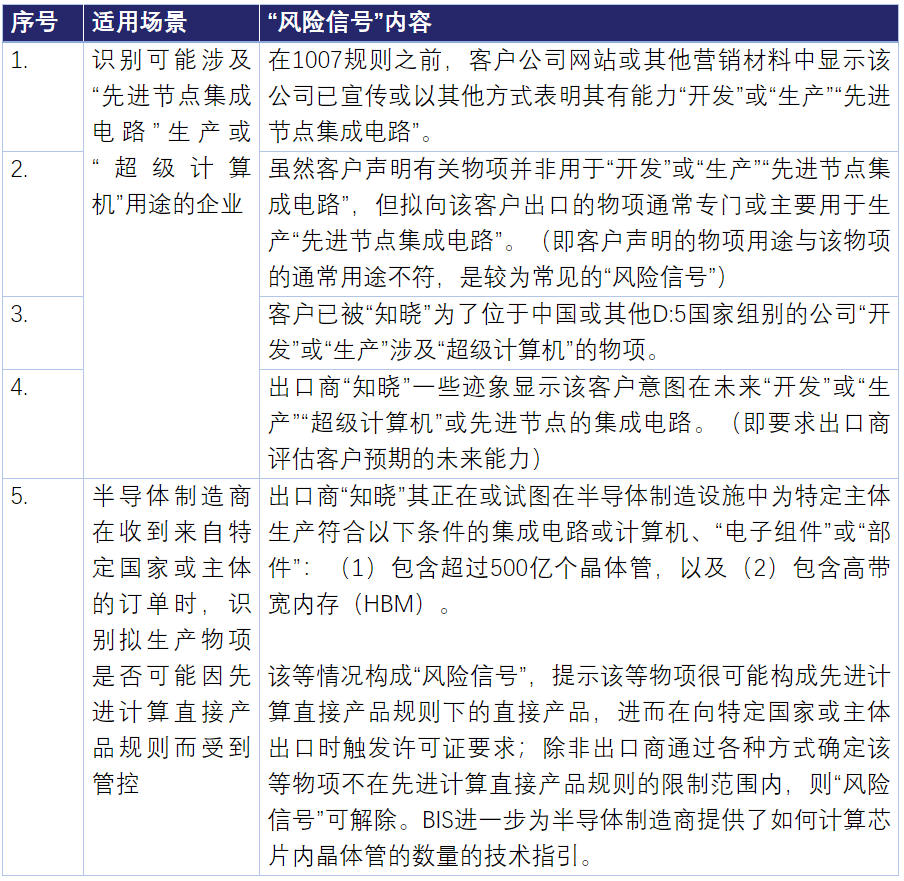 序号 适用场景 “风险信号”内容
1. 识别可能涉及“先进节点集成电路”生产或“超级计算机”用途的企业
在1007规则之前，客户公司网站或其他营销材料中显示该
公司已宣传或以其他方式表明其有能力“开发”或“生产”“先进
节点集成电路”。
2.
虽然客户声明有关物项并非用于“开发”或“生产”“先进节点集
成电路”，但拟向该客户出口的物项通常专门或主要用于生
产“先进节点集成电路”。（即客户声明的物项用途与该物项
的通常用途不符，是较为常见的“风险信号”）
3.
客户已被“知晓”为了位于中国或其他D:5国家组别的公司“开
发”或“生产”涉及“超级计算机”的物项。
4.
出口商“知晓”一些迹象显示该客户意图在未来“开发”或“生
产”“超级计算机”或先进节点的集成电路。（即要求出口商
评估客户预期的未来能力）
5.
半导体制造商
在收到来自特
定国家或主体
的订单时，识
别拟生产物项
是否可能因先
进计算直接产
品规则而受到
管控
出口商“知晓”其正在或试图在半导体制造设施中为特定主体
生产符合以下条件的集成电路或计算机、“电子组件”或“部
件”：（1）包含超过500亿个晶体管，以及（2）包含高带
宽内存（HBM）。
该等情况构成“风险信号”，提示该等物项很可能构成先进计
算直接产品规则下的直接产品，进而在向特定国家或主体
出口时触发许可证要求；除非出口商通过各种方式确定该
等物项不在先进计算直接产品规则的限制范围内，则“风险
信号”可解除。BIS进一步为半导体制造商提供了如何计算芯
片内晶体管的数量的技术指引。